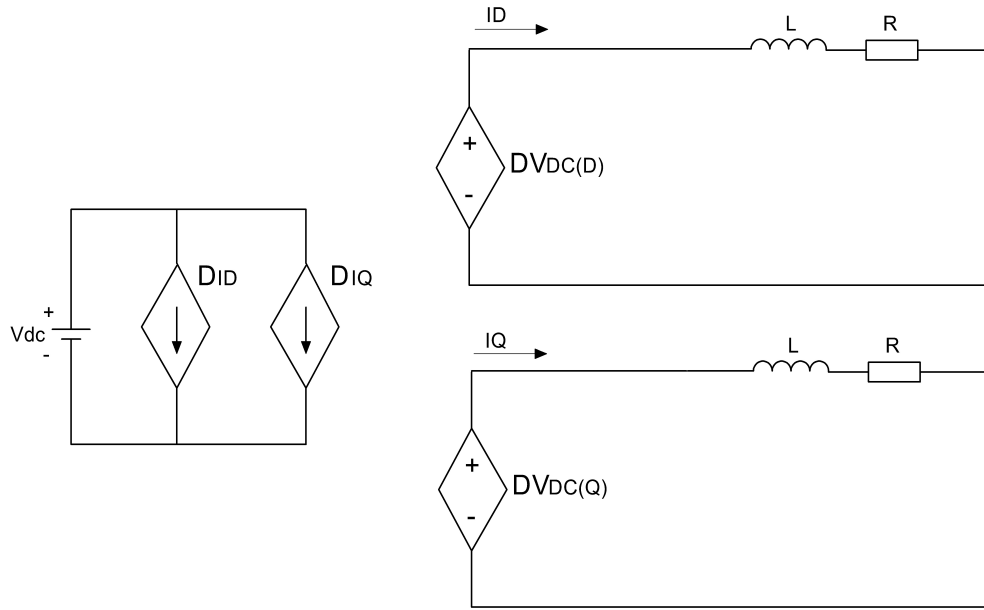 ID
L
R
+
DVDC(D)
-
DID
DIQ
+
Vdc
-
IQ
L
R
+
DVDC(Q)
-